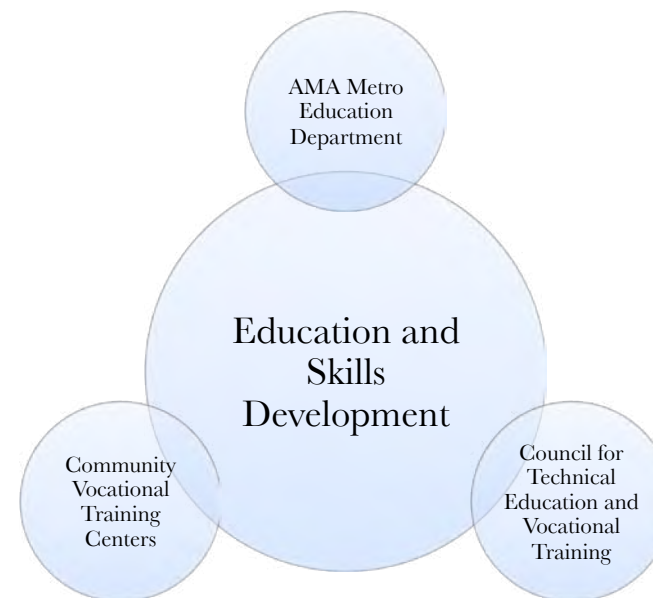 AMA Metro
Education
Department
Education and
Skills
Development
Community
Vocational
Training
Centers
Council for
Technical
Education and
Vocational
Training